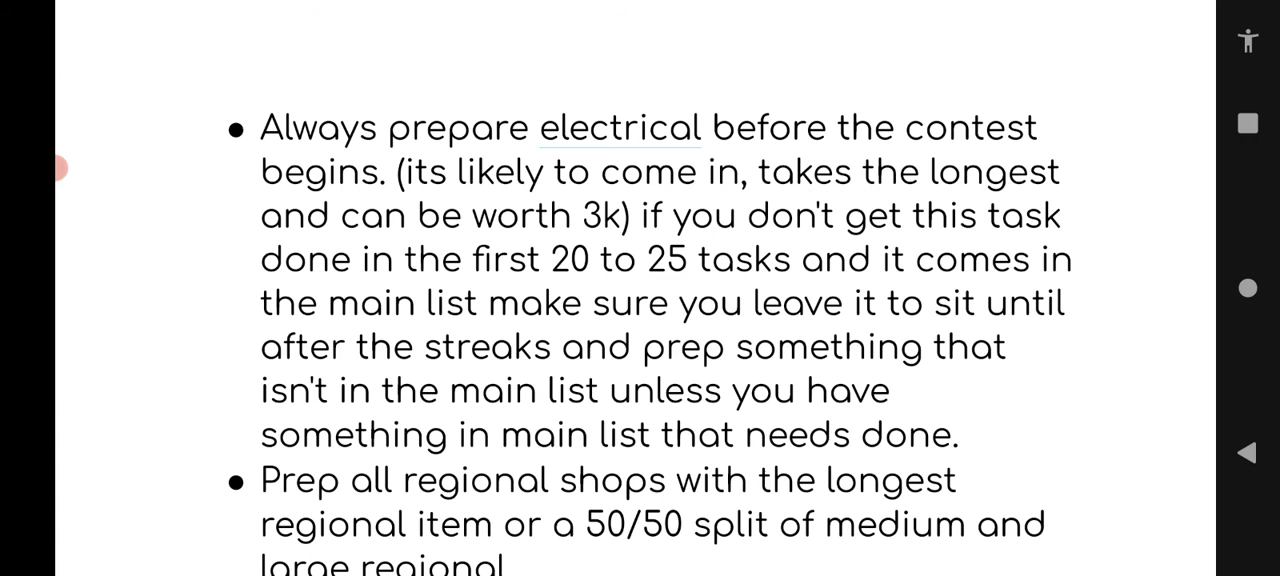 ● Always prepare electrical before the contest
begins. (its likely to come in, takes the longest
and can be worth 3k) if you don't get this task
done in the first 20 to 25 tasks and it comes in
the main list make sure you leave it to sit until
after the streaks and prep something that
isn't in the main list unless you have
something in main list that needs done.
● Prep all regional shops with the longest
regional item or a 50/50 split of medium and
large regional